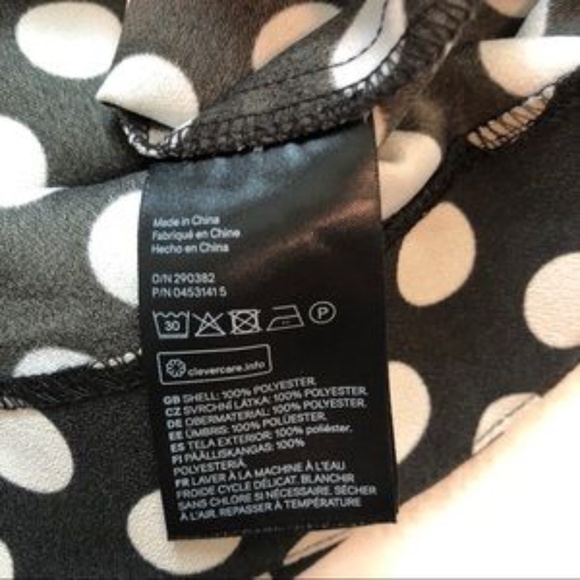 Made in China
Fabriqué en Chine
Hecho en China
O/N 290382
P/N 0453141 5
30 P
clevercare.info
GB SHELL: 100% POLYESTER.
CZ SVRCHNÍ LÁTKA: 100% POLYESTER.
DE OBERMATERIAL: 100% POLYESTER.
EE ÜMBRIS: 100% POLÜESTER.
ES TELA EXTERIOR: 100% poliéster.
FI PÄÄLLISKANGAS: 100%
POLYESTERIÄ.
FR LAVER À LA MACHINE À L'EAU
FROIDE CYCLE DÉLICAT. BLANCHIR
SANS CHLORE SI NÉCESSAIRE. SÉCHER
À L'AIR. REPASSER À TEMPÉRATURE